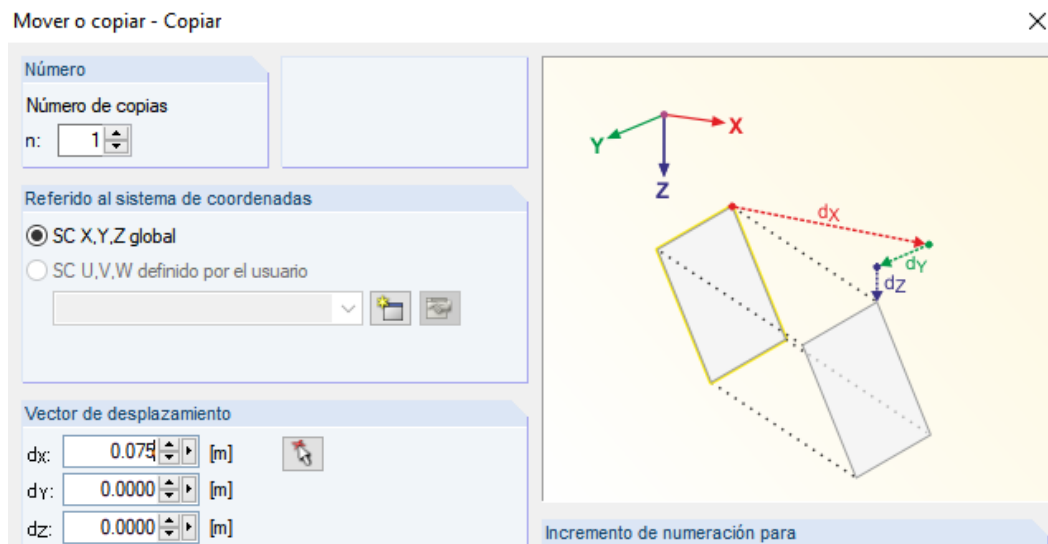 Mover o copiar - Copiar
Número
Número de copias
n: 1
Referido al sistema de coordenadas
SC X,Y,Z global
SC U,V,W definido por el usuario
Vector de desplazamiento
dx: 0.075 [m]
dY: 0.0000 [m]
dZ: 0.0000 [m]
X
Y
Z
dX
dY
dZ
Incremento de numeración para